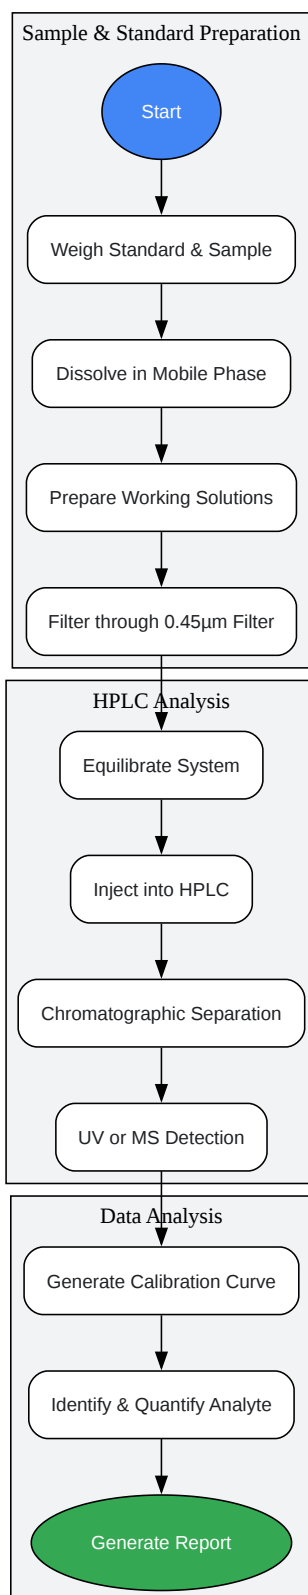 Sample & Standard Preparation
Start
Weigh Standard & Sample
Dissolve in Mobile Phase
Prepare Working Solutions
Filter through 0.45µm Filter
HPLC Analysis
Equilibrate System
Inject into HPLC
Chromatographic Separation
UV or MS Detection
Data Analysis
Generate Calibration Curve
Identify & Quantify Analyte
Generate Report